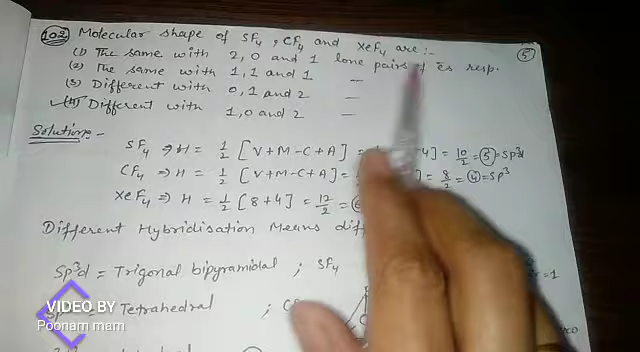 102 Molecular shape of SF4, CF4 and XeF4 are:-
5
(1) The same with 2, 0 and 1 lone pairs of e̅s resp.
(2) The same with 1, 1 and 1 —
(3) Different with 0, 1 and 2 —
(4) Different with 1, 0 and 2 —
Solution:-
SF4 ⇒ H = 1/2 [V+M-C+A] = +4] = 10/2 = 5 = Sp3d
CF4 ⇒ H = 1/2 [V+M-C+A] = ] = 8/2 = 4 = SP3
XeF4 ⇒ H = 1/2 [8+4] = 12/2 =
Different Hybridisation Means
Sp3d = Trigonal bipyramidal ; SF4 = 1
Tetrahedral ;
VIDEO BY
Poonam mam